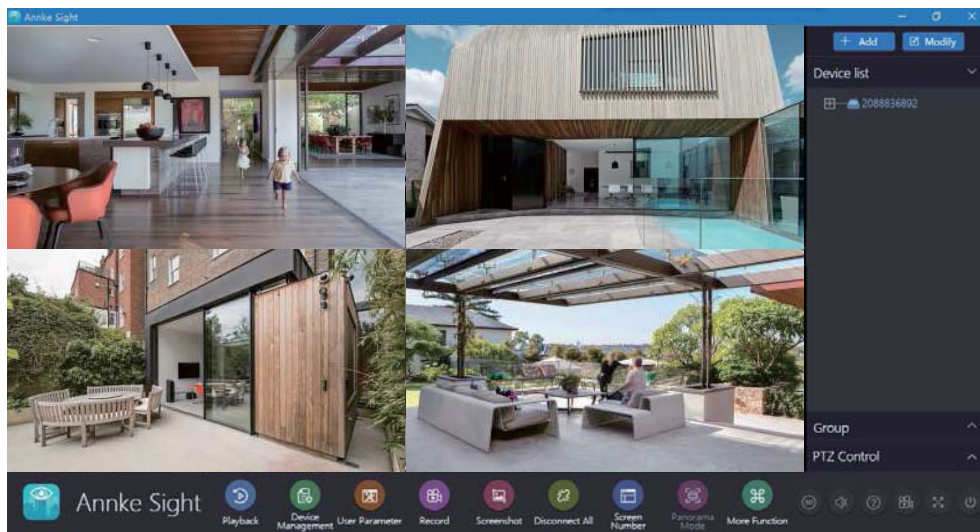 Annke Sight
Add
Modify
Device list
2088836892
Group
PTZ Control
Annke Sight
Playback
Device
Management
User Parameter
Record
Screenshot
Disconnect All
Screen
Number
Panorama
Mode
More Function